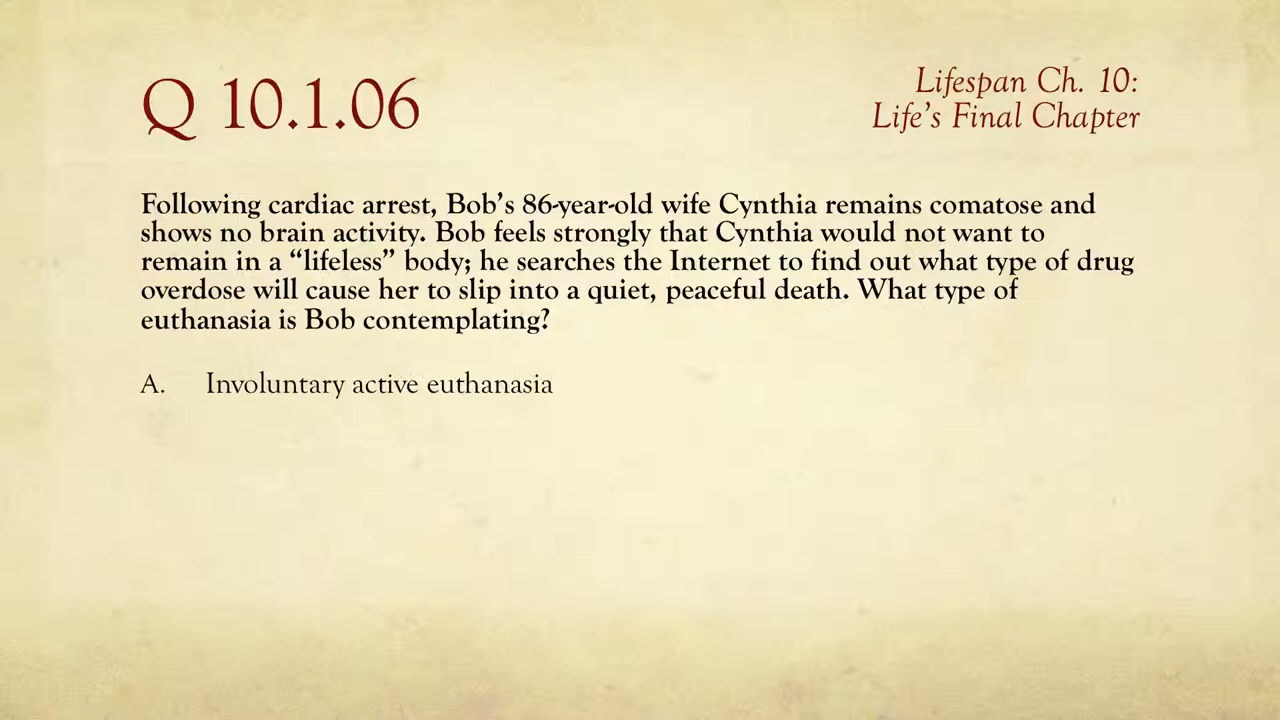 Q 10.1.06
Lifespan Ch. 10:
Life’s Final Chapter
Following cardiac arrest, Bob’s 86-year-old wife Cynthia remains comatose and
shows no brain activity. Bob feels strongly that Cynthia would not want to
remain in a “lifeless” body; he searches the Internet to find out what type of drug
overdose will cause her to slip into a quiet, peaceful death. What type of
euthanasia is Bob contemplating?
A. Involuntary active euthanasia